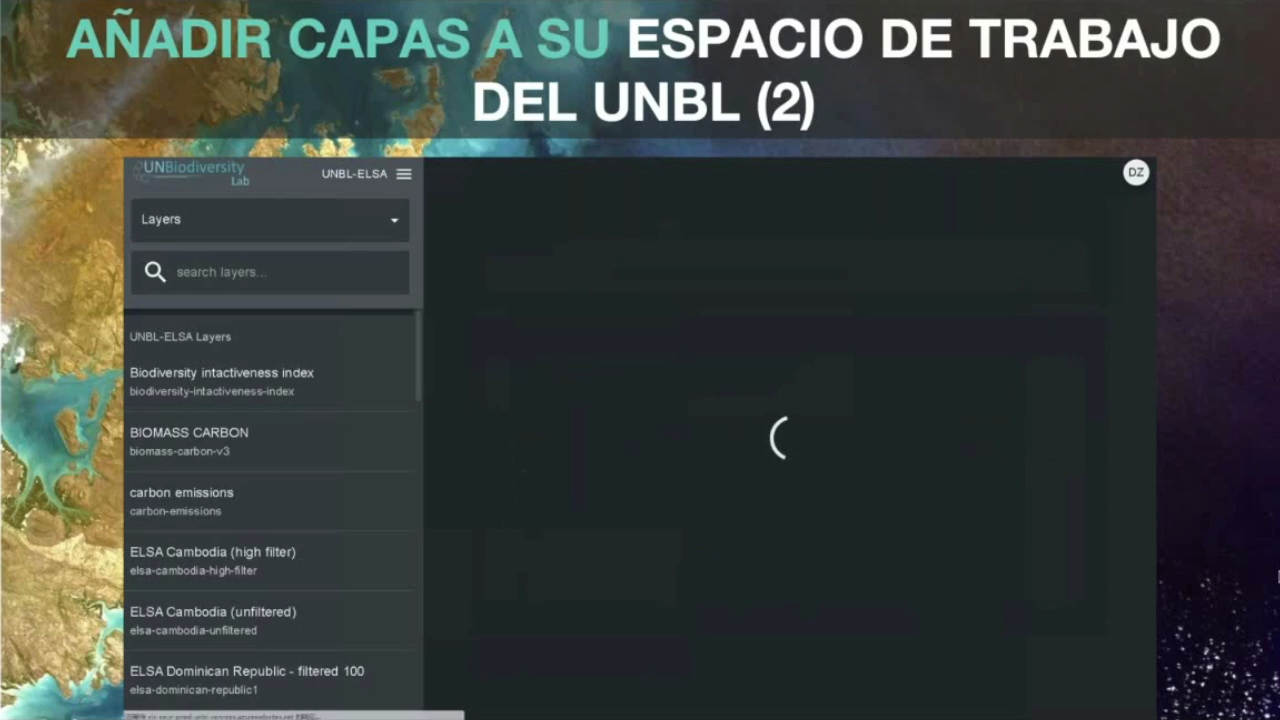 AÑADIR CAPAS A SU ESPACIO DE TRABAJO
DEL UNBL (2)
UNBiodiversity
Lab
UNBL-ELSA
DZ
Layers
search layers...
UNBL-ELSA Layers
Biodiversity intactiveness index
biodiversity-intactiveness-index
BIOMASS CARBON
biomass-carbon-v3
carbon emissions
carbon-emissions
ELSA Cambodia (high filter)
elsa-cambodia-high-filter
ELSA Cambodia (unfiltered)
elsa-cambodia-unfiltered
ELSA Dominican Republic - filtered 100
elsa-dominican-republic1